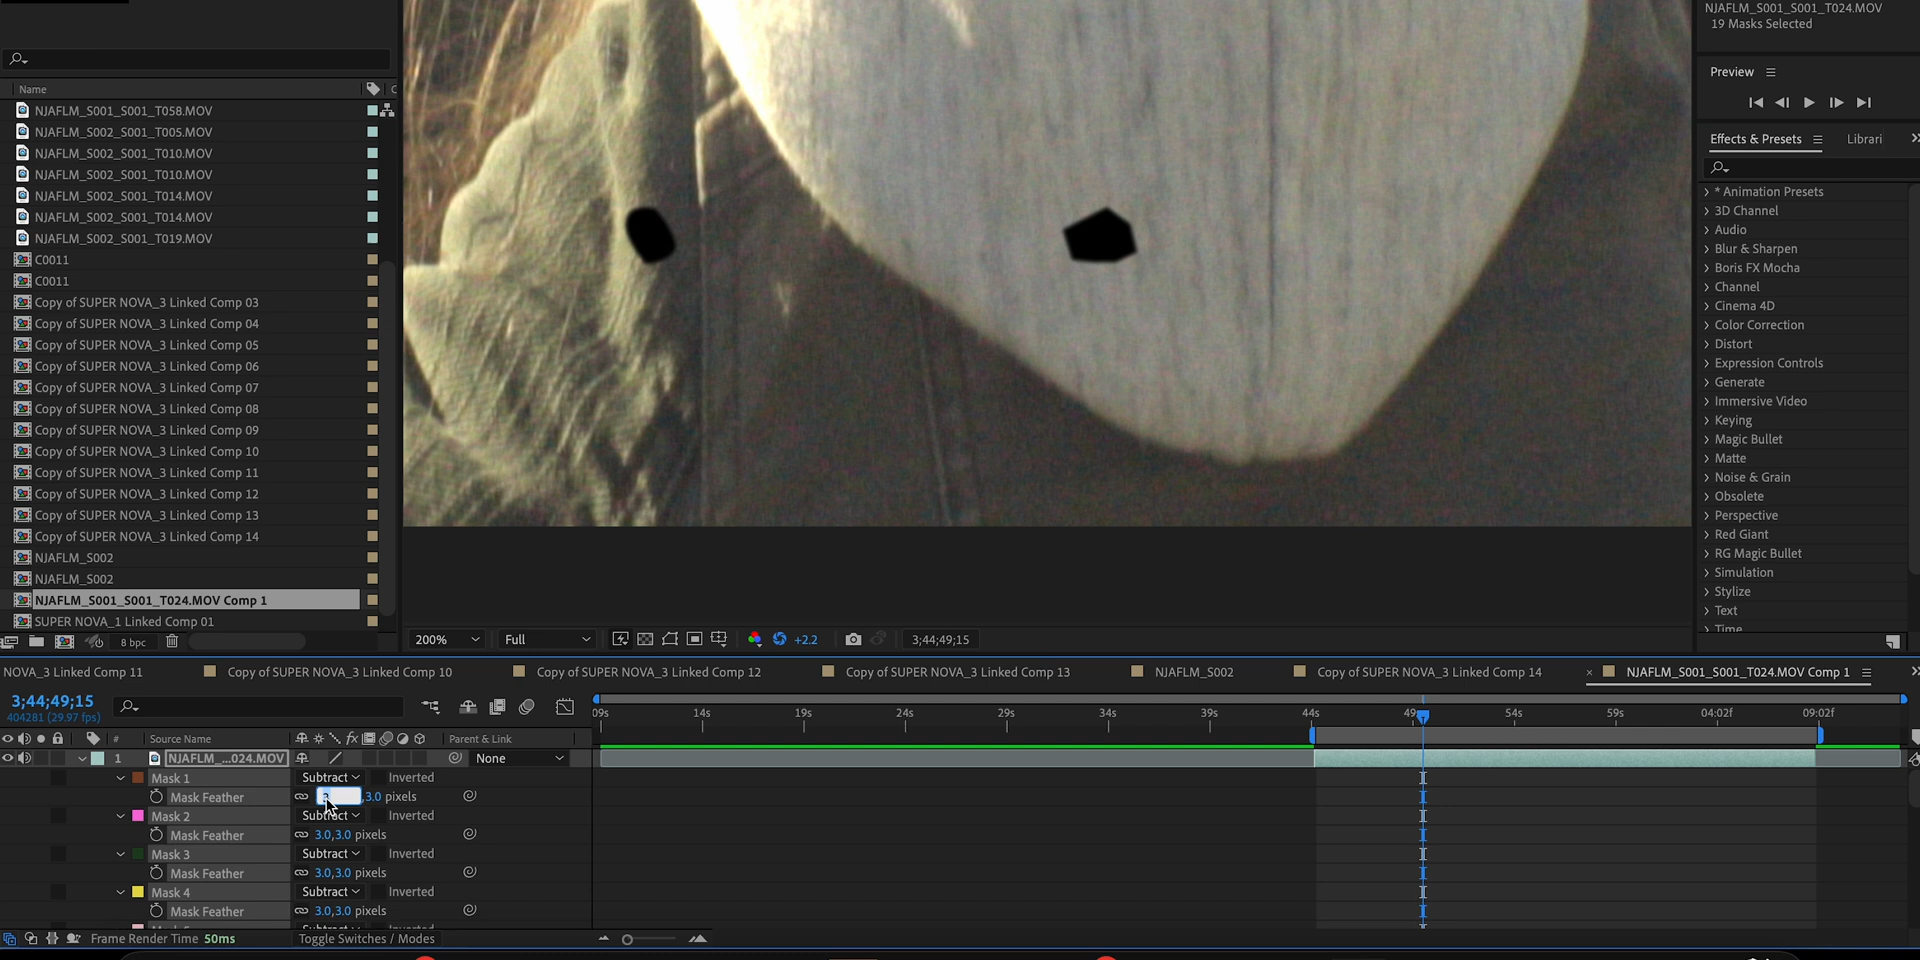 NJAFLM_S001_S001_T024.MOV
19 Masks Selected
Preview
Effects & Presets
Librari
* Animation Presets
3D Channel
Audio
Blur & Sharpen
Boris FX Mocha
Channel
Cinema 4D
Color Correction
Distort
Expression Controls
Generate
Immersive Video
Keying
Magic Bullet
Matte
Noise & Grain
Obsolete
Perspective
Red Giant
RG Magic Bullet
Simulation
Stylize
Text
Time
Name
NJAFLM_S001_S001_T058.MOV
NJAFLM_S002_S001_T005.MOV
NJAFLM_S002_S001_T010.MOV
NJAFLM_S002_S001_T010.MOV
NJAFLM_S002_S001_T014.MOV
NJAFLM_S002_S001_T014.MOV
NJAFLM_S002_S001_T019.MOV
C0011
C0011
Copy of SUPER NOVA_3 Linked Comp 03
Copy of SUPER NOVA_3 Linked Comp 04
Copy of SUPER NOVA_3 Linked Comp 05
Copy of SUPER NOVA_3 Linked Comp 06
Copy of SUPER NOVA_3 Linked Comp 07
Copy of SUPER NOVA_3 Linked Comp 08
Copy of SUPER NOVA_3 Linked Comp 09
Copy of SUPER NOVA_3 Linked Comp 10
Copy of SUPER NOVA_3 Linked Comp 11
Copy of SUPER NOVA_3 Linked Comp 12
Copy of SUPER NOVA_3 Linked Comp 13
Copy of SUPER NOVA_3 Linked Comp 14
NJAFLM_S002
NJAFLM_S002
NJAFLM_S001_S001_T024.MOV Comp 1
SUPER NOVA_1 Linked Comp 01
8 bpc
200% Full +2.2 3;44;49;15
NOVA_3 Linked Comp 11 Copy of SUPER NOVA_3 Linked Comp 10 Copy of SUPER NOVA_3 Linked Comp 12 Copy of SUPER NOVA_3 Linked Comp 13 NJAFLM_S002 Copy of SUPER NOVA_3 Linked Comp 14 × NJAFLM_S001_S001_T024.MOV Comp 1
3;44;49;15
404281 (29.97 fps)
09s 14s 19s 24s 29s 34s 39s 44s 49 54s 59s 04:02f 09:02f
# Source Name fx Parent & Link
1 NJAFLM_...024.MOV None
Mask 1 Subtract Inverted
Mask Feather ,3.0 pixels
Mask 2 Subtract Inverted
Mask Feather 3.0,3.0 pixels
Mask 3 Subtract Inverted
Mask Feather 3.0,3.0 pixels
Mask 4 Subtract Inverted
Mask Feather 3.0,3.0 pixels
Frame Render Time 50ms Toggle Switches / Modes